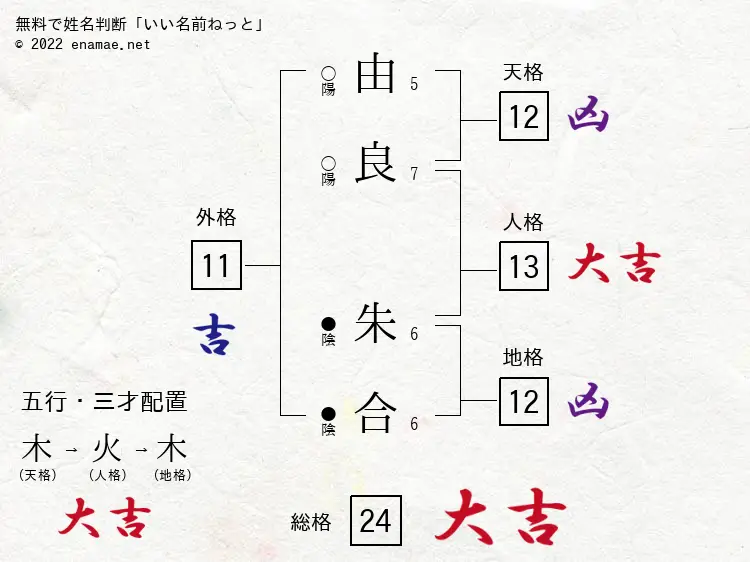 無料で姓名判断「いい名前ねっと」
© 2022 enamae.net
○陽 由 5
○陽 良 7
●陰 朱 6
●陰 合 6
天格
12 凶
人格
13 大吉
地格
12 凶
外格
11
吉
五行・三才配置
木 → 火 → 木
(天格) (人格) (地格)
大吉
総格 24 大吉